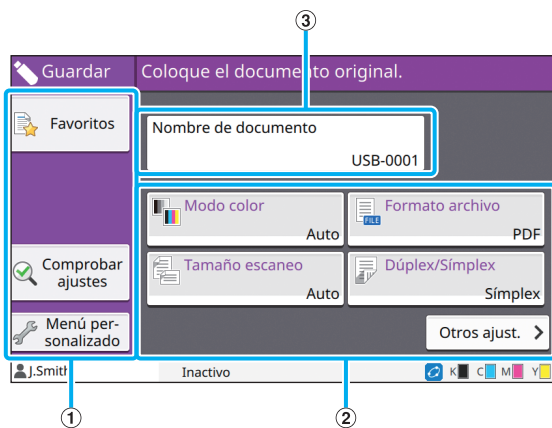 ③
Guardar
Coloque el documento original.
Favoritos
Nombre de documento
USB-0001
Modo color
Auto
Formato archivo
FILE
PDF
Comprobar
ajustes
Tamaño escaneo
Auto
Dúplex/Símplex
Símplex
Menú per-
sonalizado
Otros ajust.
J.Smith
Inactivo
K C M Y
① ②